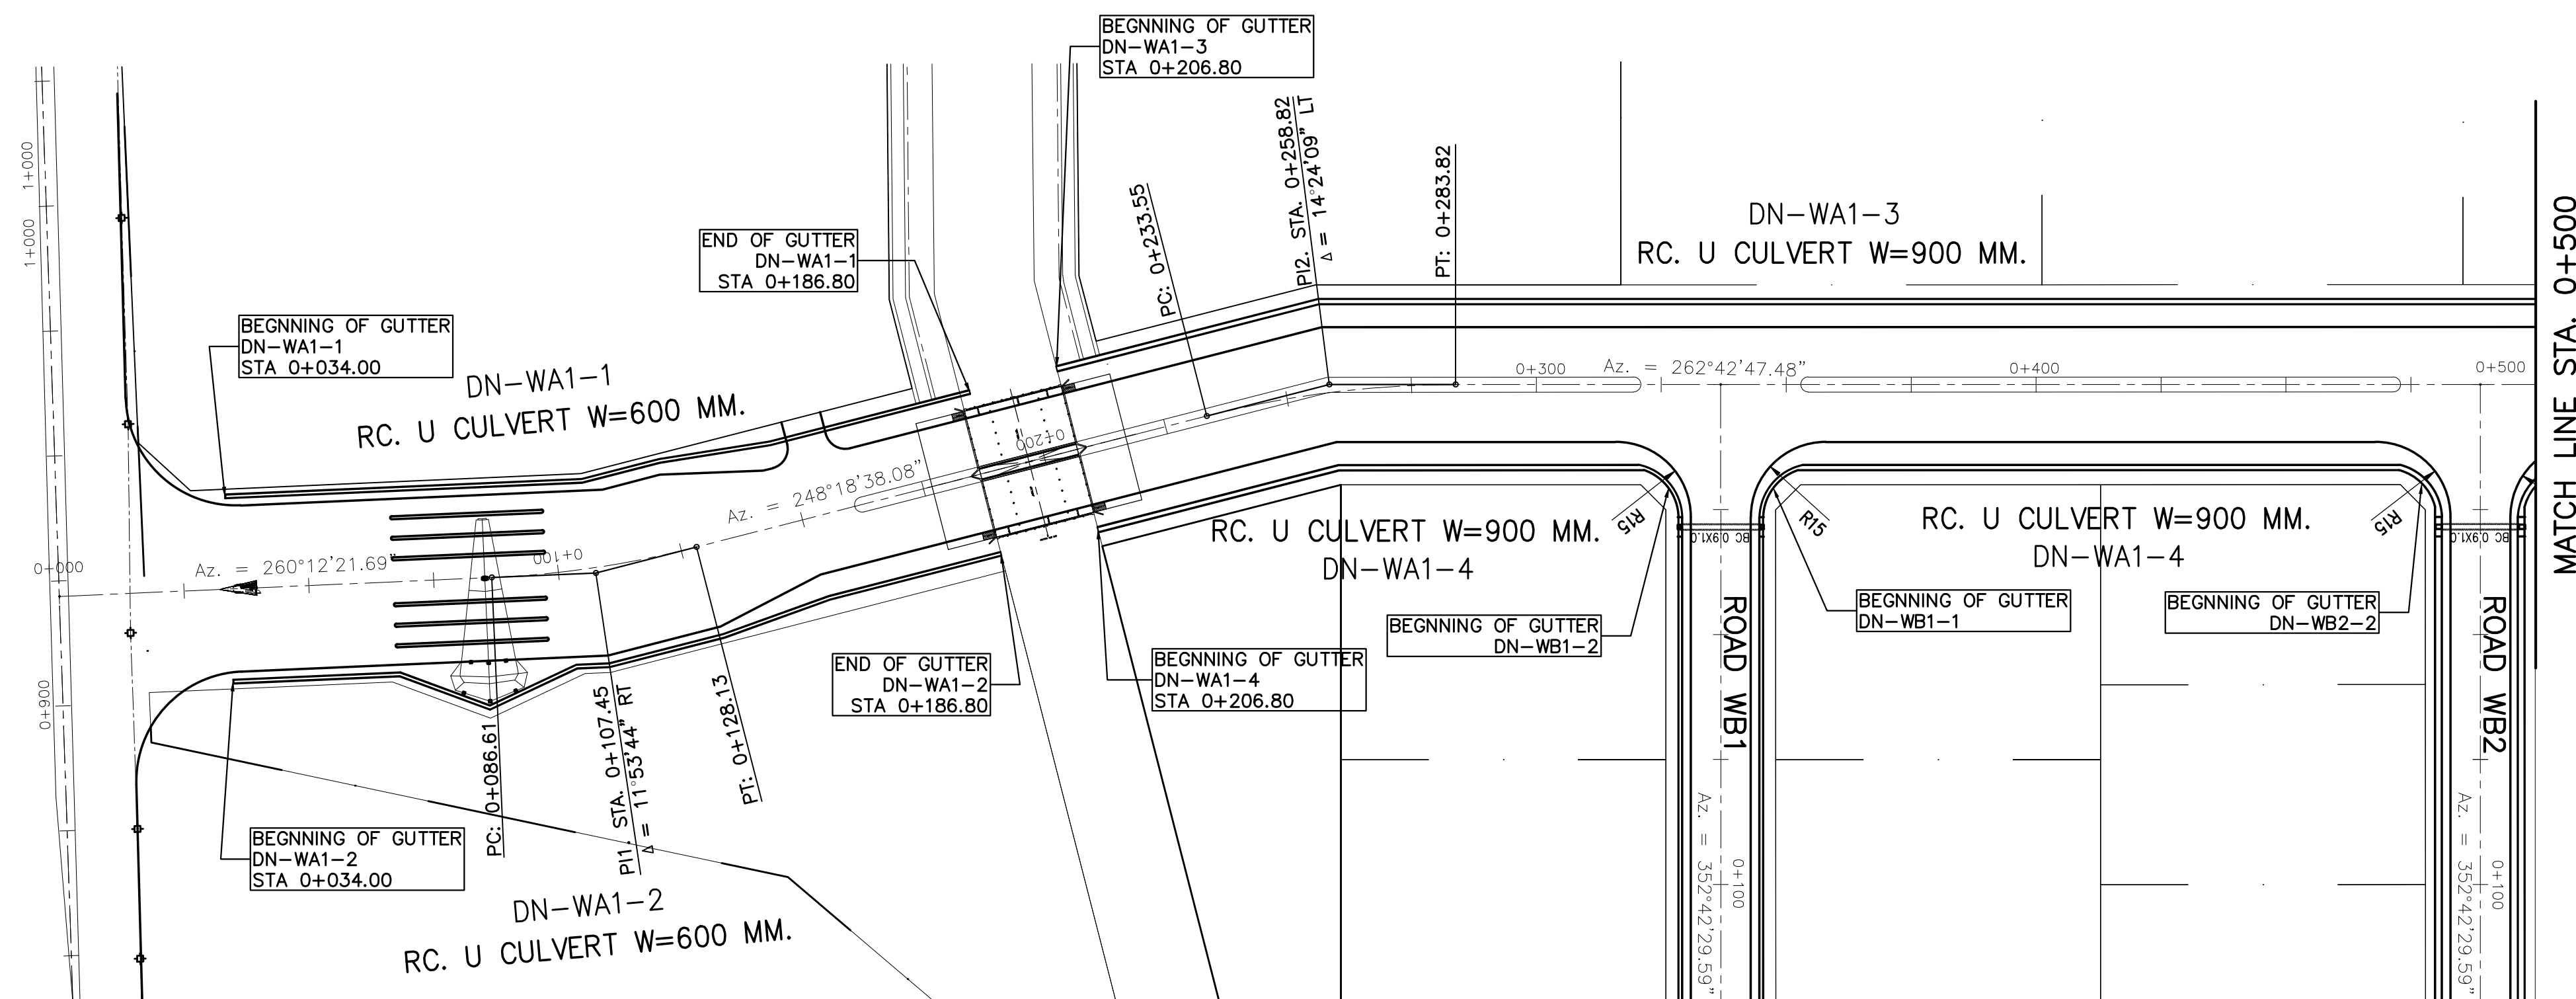 BEGNNING OF GUTTER
DN-WA1-3
STA 0+206.80
1+000
1+000
END OF GUTTER
DN-WA1-1
STA 0+186.80
PC: 0+233.55
PI2. STA. 0+258.82
Δ = 14°24'09" LT
PT: 0+283.82
DN-WA1-3
RC. U CULVERT W=900 MM.
MATCH LINE STA. 0+500
BEGNNING OF GUTTER
DN-WA1-1
STA 0+034.00
DN-WA1-1
RC. U CULVERT W=600 MM.
0+300
Az. = 262°42'47.48"
0+400
0+500
0+200
Az. = 248°18'38.08"
0+000
Az. = 260°12'21.69"
0+100
RC. U CULVERT W=900 MM.
DN-WA1-4
R15
R15
RC. U CULVERT W=900 MM.
DN-WA1-4
R15
BC 0.9X1.0
BC 0.9X1.0
BEGNNING OF GUTTER
DN-WB1-2
BEGNNING OF GUTTER
DN-WB1-1
BEGNNING OF GUTTER
DN-WB2-2
ROAD WB1
ROAD WB2
END OF GUTTER
DN-WA1-2
STA 0+186.80
BEGNNING OF GUTTER
DN-WA1-4
STA 0+206.80
0+900
PC: 0+086.61
PI1. STA. 0+107.45
Δ = 11°53'44" RT
PT: 0+128.13
BEGNNING OF GUTTER
DN-WA1-2
STA 0+034.00
DN-WA1-2
RC. U CULVERT W=600 MM.
Az. = 352°42'29.59"
0+100
Az. = 352°42'29.59"
0+100